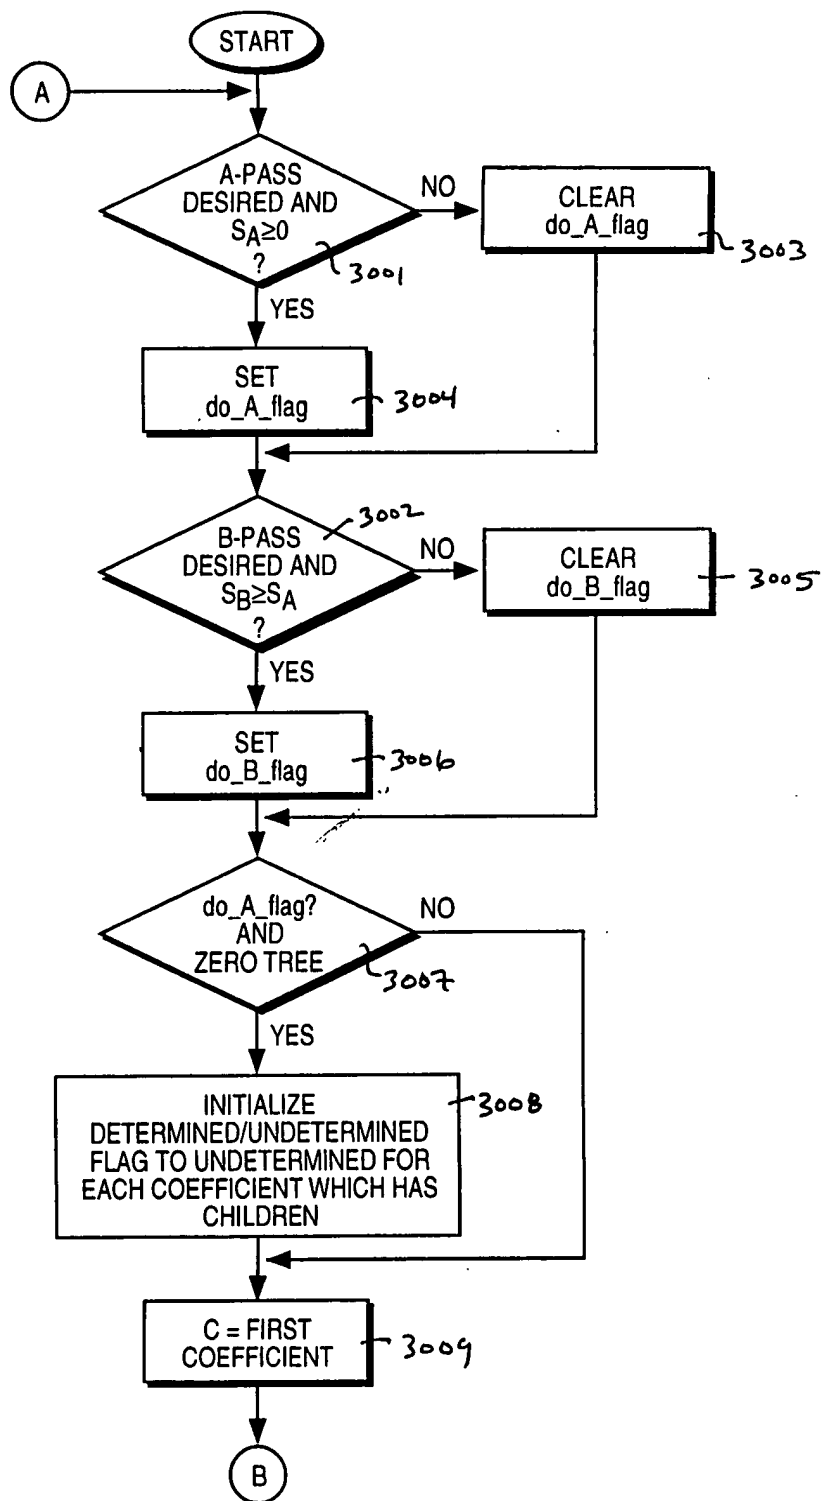 START
A
A-PASS
DESIRED AND
SA≥0
?
3001
NO
CLEAR
do_A_flag
3003
YES
SET
do_A_flag
3004
B-PASS
DESIRED AND
SB≥SA
?
3002
NO
CLEAR
do_B_flag
3005
YES
SET
do_B_flag
3006
do_A_flag?
AND
ZERO TREE
3007
NO
YES
INITIALIZE
DETERMINED/UNDETERMINED
FLAG TO UNDETERMINED FOR
EACH COEFFICIENT WHICH HAS
CHILDREN
3008
C = FIRST
COEFFICIENT
3009
B